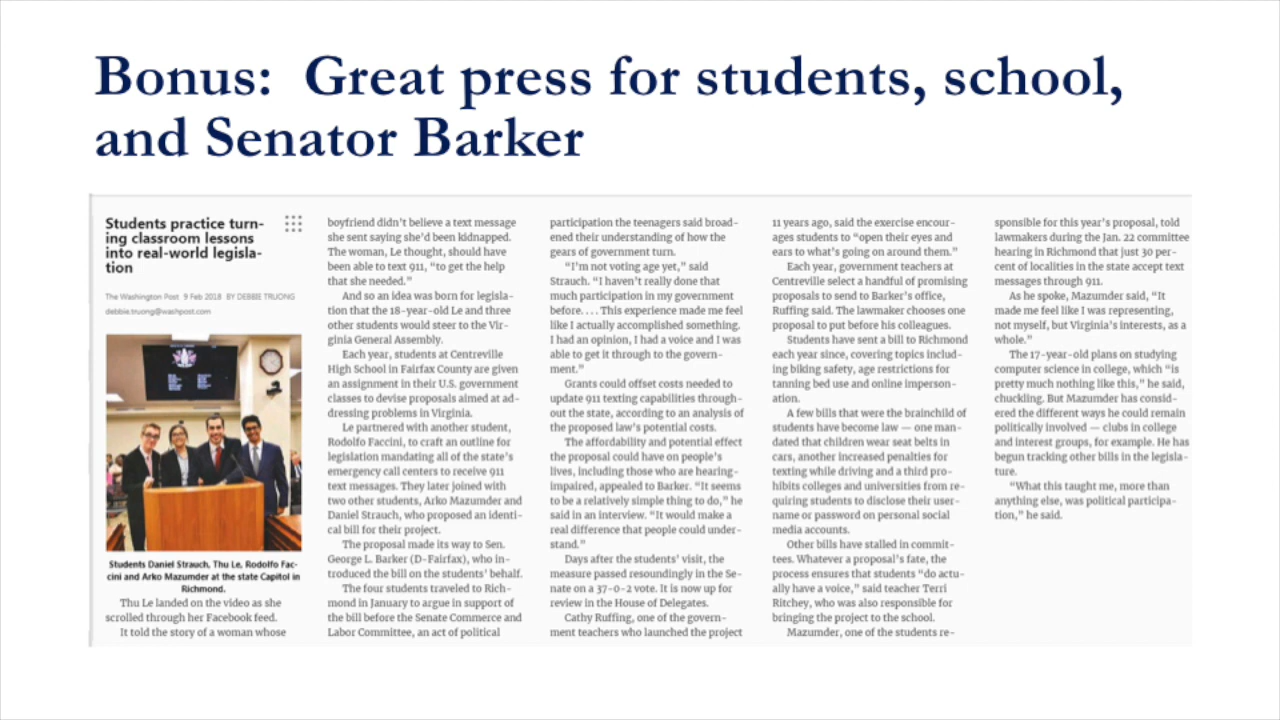 Bonus:  Great press for students, school,
and Senator Barker
Students practice turn-
ing classroom lessons
into real-world legisla-
tion
The Washington Post 9 Feb 2018 BY DEBBIE TRUONG
debbie.truong@washpost.com
Students Daniel Strauch, Thu Le, Rodolfo Fac-
cini and Arko Mazumder at the state Capitol in
Richmond.
Thu Le landed on the video as she
scrolled through her Facebook feed.
It told the story of a woman whose
boyfriend didn't believe a text message
she sent saying she'd been kidnapped.
The woman, Le thought, should have
been able to text 911, "to get the help
that she needed."
And so an idea was born for legisla-
tion that the 18-year-old Le and three
other students would steer to the Vir-
ginia General Assembly.
Each year, students at Centreville
High School in Fairfax County are given
an assignment in their U.S. government
classes to devise proposals aimed at ad-
dressing problems in Virginia.
Le partnered with another student,
Rodolfo Faccini, to craft an outline for
legislation mandating all of the state's
emergency call centers to receive 911
text messages. They later joined with
two other students, Arko Mazumder and
Daniel Strauch, who proposed an identi-
cal bill for their project.
The proposal made its way to Sen.
George L. Barker (D-Fairfax), who in-
troduced the bill on the students' behalf.
The four students traveled to Rich-
mond in January to argue in support of
the bill before the Senate Commerce and
Labor Committee, an act of political
participation the teenagers said broad-
ened their understanding of how the
gears of government turn.
"I'm not voting age yet," said
Strauch. "I haven't really done that
much participation in my government
before. . . . This experience made me feel
like I actually accomplished something.
I had an opinion, I had a voice and I was
able to get it through to the govern-
ment."
Grants could offset costs needed to
update 911 texting capabilities through-
out the state, according to an analysis of
the proposed law's potential costs.
The affordability and potential effect
the proposal could have on people's
lives, including those who are hearing-
impaired, appealed to Barker. "It seems
to be a relatively simple thing to do," he
said in an interview. "It would make a
real difference that people could under-
stand."
Days after the students' visit, the
measure passed resoundingly in the Se-
nate on a 37-0-2 vote. It is now up for
review in the House of Delegates.
Cathy Ruffing, one of the govern-
ment teachers who launched the project
11 years ago, said the exercise encour-
ages students to "open their eyes and
ears to what's going on around them."
Each year, government teachers at
Centreville select a handful of promising
proposals to send to Barker's office,
Ruffing said. The lawmaker chooses one
proposal to put before his colleagues.
Students have sent a bill to Richmond
each year since, covering topics includ-
ing biking safety, age restrictions for
tanning bed use and online imperson-
ation.
A few bills that were the brainchild of
students have become law — one man-
dated that children wear seat belts in
cars, another increased penalties for
texting while driving and a third pro-
hibits colleges and universities from re-
quiring students to disclose their user-
name or password on personal social
media accounts.
Other bills have stalled in commit-
tees. Whatever a proposal's fate, the
process ensures that students "do actu-
ally have a voice," said teacher Terri
Ritchey, who was also responsible for
bringing the project to the school.
Mazumder, one of the students re-
sponsible for this year's proposal, told
lawmakers during the Jan. 22 committee
hearing in Richmond that just 30 per-
cent of localities in the state accept text
messages through 911.
As he spoke, Mazumder said, "It
made me feel like I was representing,
not myself, but Virginia's interests, as a
whole."
The 17-year-old plans on studying
computer science in college, which "is
pretty much nothing like this," he said,
chuckling. But Mazumder has consid-
ered the different ways he could remain
politically involved — clubs in college
and interest groups, for example. He has
begun tracking other bills in the legisla-
ture.
"What this taught me, more than
anything else, was political participa-
tion," he said.